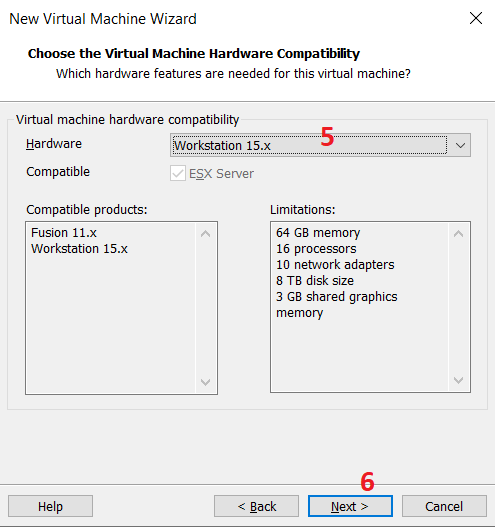 New Virtual Machine Wizard
Choose the Virtual Machine Hardware Compatibility
Which hardware features are needed for this virtual machine?
Virtual machine hardware compatibility
5
Hardware
Workstation 15.x
Compatible
ESX Server
Compatible products:
Fusion 11.x
Workstation 15.x
Limitations:
64 GB memory
16 processors
10 network adapters
8 TB disk size
3 GB shared graphics
memory
6
Help
< Back
Next >
Cancel